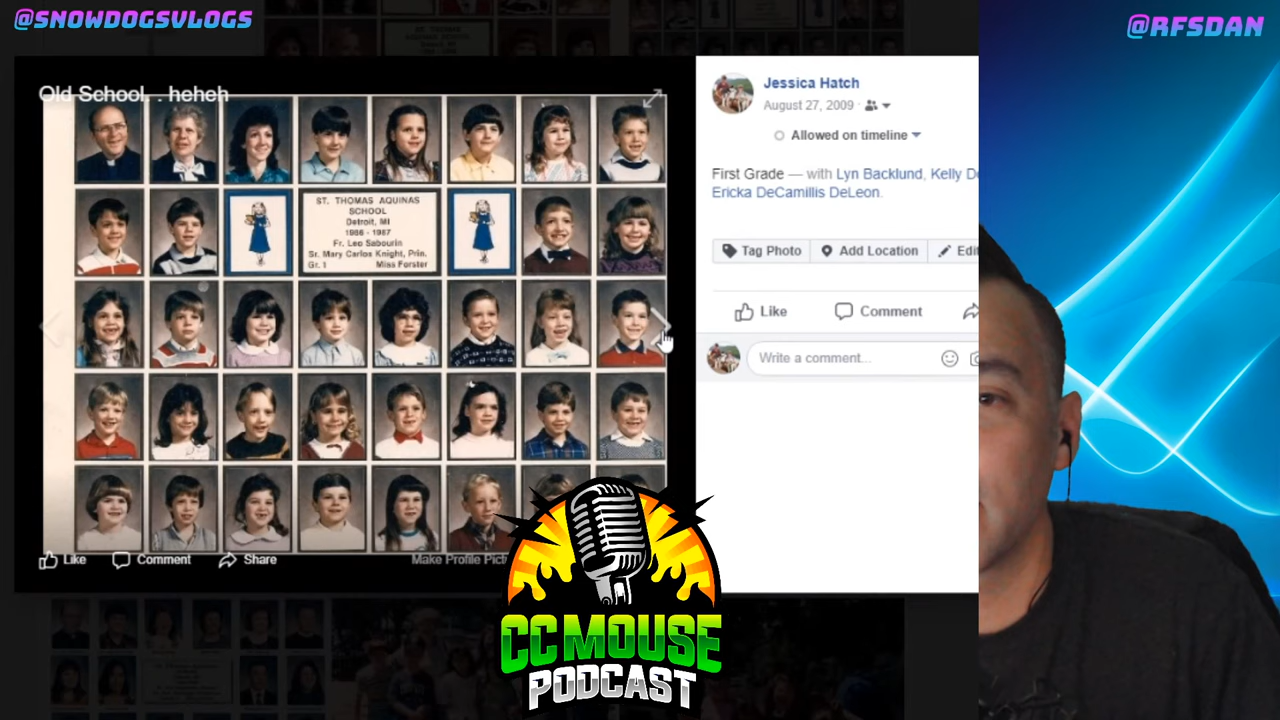 @SNOWDOGSVLOGS
@RFSDAN
Old School. . heheh
ST. THOMAS AQUINAS
SCHOOL
Detroit, MI
1986 - 1987
Fr. Leo Sabourin
Sr. Mary Carlos Knight, Prin.
Gr. 1 Miss Forster
Like Comment Share Make Profile
Jessica Hatch
August 27, 2009
Allowed on timeline
First Grade — with Lyn Backlund, Kelly
Ericka DeCamillis DeLeon.
Tag Photo Add Location Edit
Like Comment
Write a comment...
CC MOUSE
PODCAST